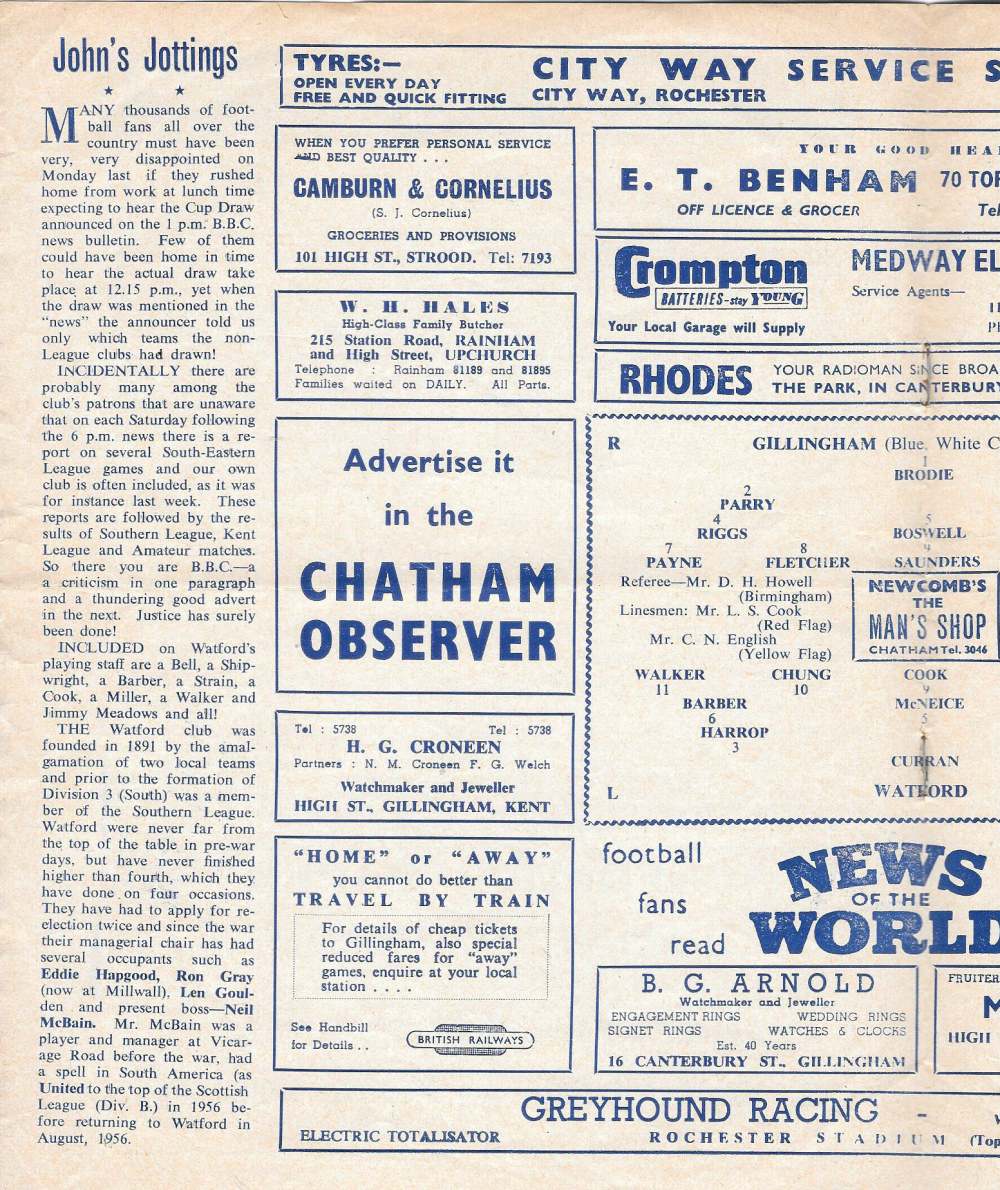 John's Jottings
MANY thousands of foot-
ball fans all over the
country must have been
very, very disappointed on
Monday last if they rushed
home from work at lunch time
expecting to hear the Cup Draw
announced on the 1 p.m. B.B.C.
news bulletin. Few of them
could have been home in time
to hear the actual draw take
place at 12.15 p.m., yet when
the draw was mentioned in the
"news" the announcer told us
only which teams the non-
League clubs had drawn!
INCIDENTALLY there are
probably many among the
club's patrons that are unaware
that on each Saturday following
the 6 p.m. news there is a re-
port on several South-Eastern
League games and our own
club is often included, as it was
for instance last week. These
reports are followed by the re-
sults of Southern League, Kent
League and Amateur matches.
So there you are B.B.C.—a
a criticism in one paragraph
and a thundering good advert
in the next. Justice has surely
been done!
INCLUDED on Watford's
playing staff are a Bell, a Ship-
wright, a Barber, a Strain, a
Cook, a Miller, a Walker and
Jimmy Meadows and all!
THE Watford club was
founded in 1891 by the amal-
gamation of two local teams
and prior to the formation of
Division 3 (South) was a mem-
ber of the Southern League.
Watford were never far from
the top of the table in pre-war
days, but have never finished
higher than fourth, which they
have done on four occasions.
They have had to apply for re-
election twice and since the war
their managerial chair has had
several occupants such as
Eddie Hapgood, Ron Gray
(now at Millwall), Len Goul-
den and present boss—Neil
McBain. Mr. McBain was a
player and manager at Vicar-
age Road before the war, had
a spell in South America (as
United to the top of the Scottish
League (Div. B.) in 1956 be-
fore returning to Watford in
August, 1956.
TYRES:—
OPEN EVERY DAY
FREE AND QUICK FITTING
CITY WAY SERVICE S
CITY WAY, ROCHESTER
WHEN YOU PREFER PERSONAL SERVICE
AND BEST QUALITY . . .
CAMBURN & CORNELIUS
(S. J. Cornelius)
GROCERIES AND PROVISIONS
101 HIGH ST., STROOD. Tel: 7193
W. H. HALES
High-Class Family Butcher
215 Station Road, RAINHAM
and High Street, UPCHURCH
Telephone : Rainham 81189 and 81895
Families waited on DAILY. All Parts.
Advertise it
in the
CHATHAM
OBSERVER
Tel : 5738 Tel : 5738
H. G. CRONEEN
Partners : N. M. Croneen F. G. Welch
Watchmaker and Jeweller
HIGH ST., GILLINGHAM, KENT
"HOME" or "AWAY"
you cannot do better than
TRAVEL BY TRAIN
For details of cheap tickets
to Gillingham, also special
reduced fares for "away"
games, enquire at your local
station . . . .
See Handbill
for Details . .
BRITISH RAILWAYS
YOUR GOOD HEA
E. T. BENHAM 70 TOR
OFF LICENCE & GROCER Tel
Crompton
BATTERIES-stay YOUNG
Your Local Garage will Supply
MEDWAY EL
Service Agents—
RHODES
YOUR RADIOMAN SINCE BROA
THE PARK, IN CANTERBURY
R GILLINGHAM (Blue, White C
1
BRODIE
2
PARRY
4 5
RIGGS BOSWELL
7 8 9
PAYNE FLETCHER SAUNDERS
Referee—Mr. D. H. Howell
(Birmingham)
Linesmen: Mr. L. S. Cook
(Red Flag)
Mr. C. N. English
(Yellow Flag)
NEWCOMB'S
THE
MAN'S SHOP
CHATHAM Tel. 3046
WALKER CHUNG COOK
11 10 9
BARBER McNEICE
6 5
HARROP
3
CURRAN
L WATFORD
football
fans
read
NEWS
OF THE
WORLD
B. G. ARNOLD
Watchmaker and Jeweller
ENGAGEMENT RINGS WEDDING RINGS
SIGNET RINGS WATCHES & CLOCKS
Est. 40 Years
16 CANTERBURY ST., GILLINGHAM
FRUITER
M
HIGH
GREYHOUND RACING -
ELECTRIC TOTALISATOR ROCHESTER STADIUM (Top